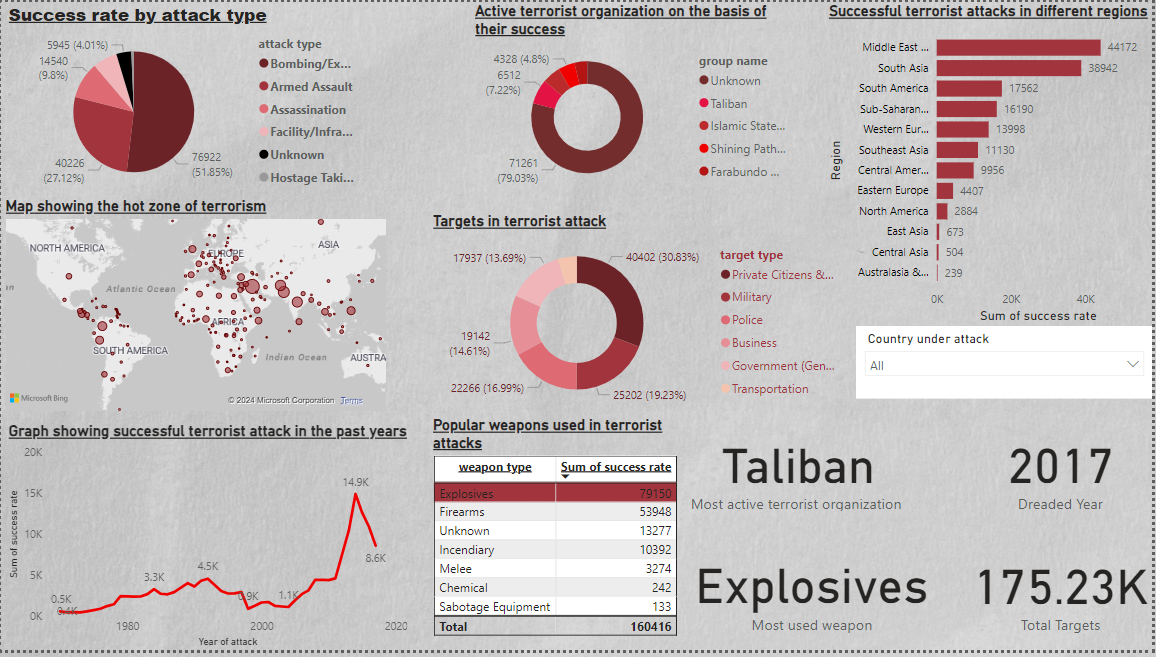 Success rate by attack type
5945 (4.01%)
14540
(9.8%)
40226
(27.12%)
76922
(51.85%)
attack type
Bombing/Ex...
Armed Assault
Assassination
Facility/Infra...
Unknown
Hostage Taki...
Active terrorist organization on the basis of
their success
4328 (4.8%)
6512
(7.22%)
71261
(79.03%)
group name
Unknown
Taliban
Islamic State...
Shining Path...
Farabundo ...
Successful terrorist attacks in different regions
Region
Middle East ... 44172
South Asia 38942
South America 17562
Sub-Saharan... 16190
Western Eur... 13998
Southeast Asia 11130
Central Amer... 9956
Eastern Europe 4407
North America 2884
East Asia 673
Central Asia 504
Australasia &... 239
0K 20K 40K
Sum of success rate
Country under attack
All
Map showing the hot zone of terrorism
NORTH AMERICA
EUROPE
ASIA
Atlantic Ocean
AFRICA
SOUTH AMERICA
Indian Ocean
AUSTRA
Microsoft Bing
© 2024 Microsoft Corporation Terms
Targets in terrorist attack
17937 (13.69%)
40402 (30.83%)
19142
(14.61%)
22266 (16.99%)
25202 (19.23%)
target type
Private Citizens &...
Military
Police
Business
Government (Gen...
Transportation
Graph showing successful terrorist attack in the past years
Sum of success rate
20K
15K
10K
5K
0K
0.5K
0.4K
3.3K
4.5K
0.9K
1.1K
14.9K
8.6K
1980 2000 2020
Year of attack
Popular weapons used in terrorist
attacks
weapon type Sum of success rate
Explosives 79150
Firearms 53948
Unknown 13277
Incendiary 10392
Melee 3274
Chemical 242
Sabotage Equipment 133
Total 160416
Taliban
Most active terrorist organization
2017
Dreaded Year
Explosives
Most used weapon
175.23K
Total Targets